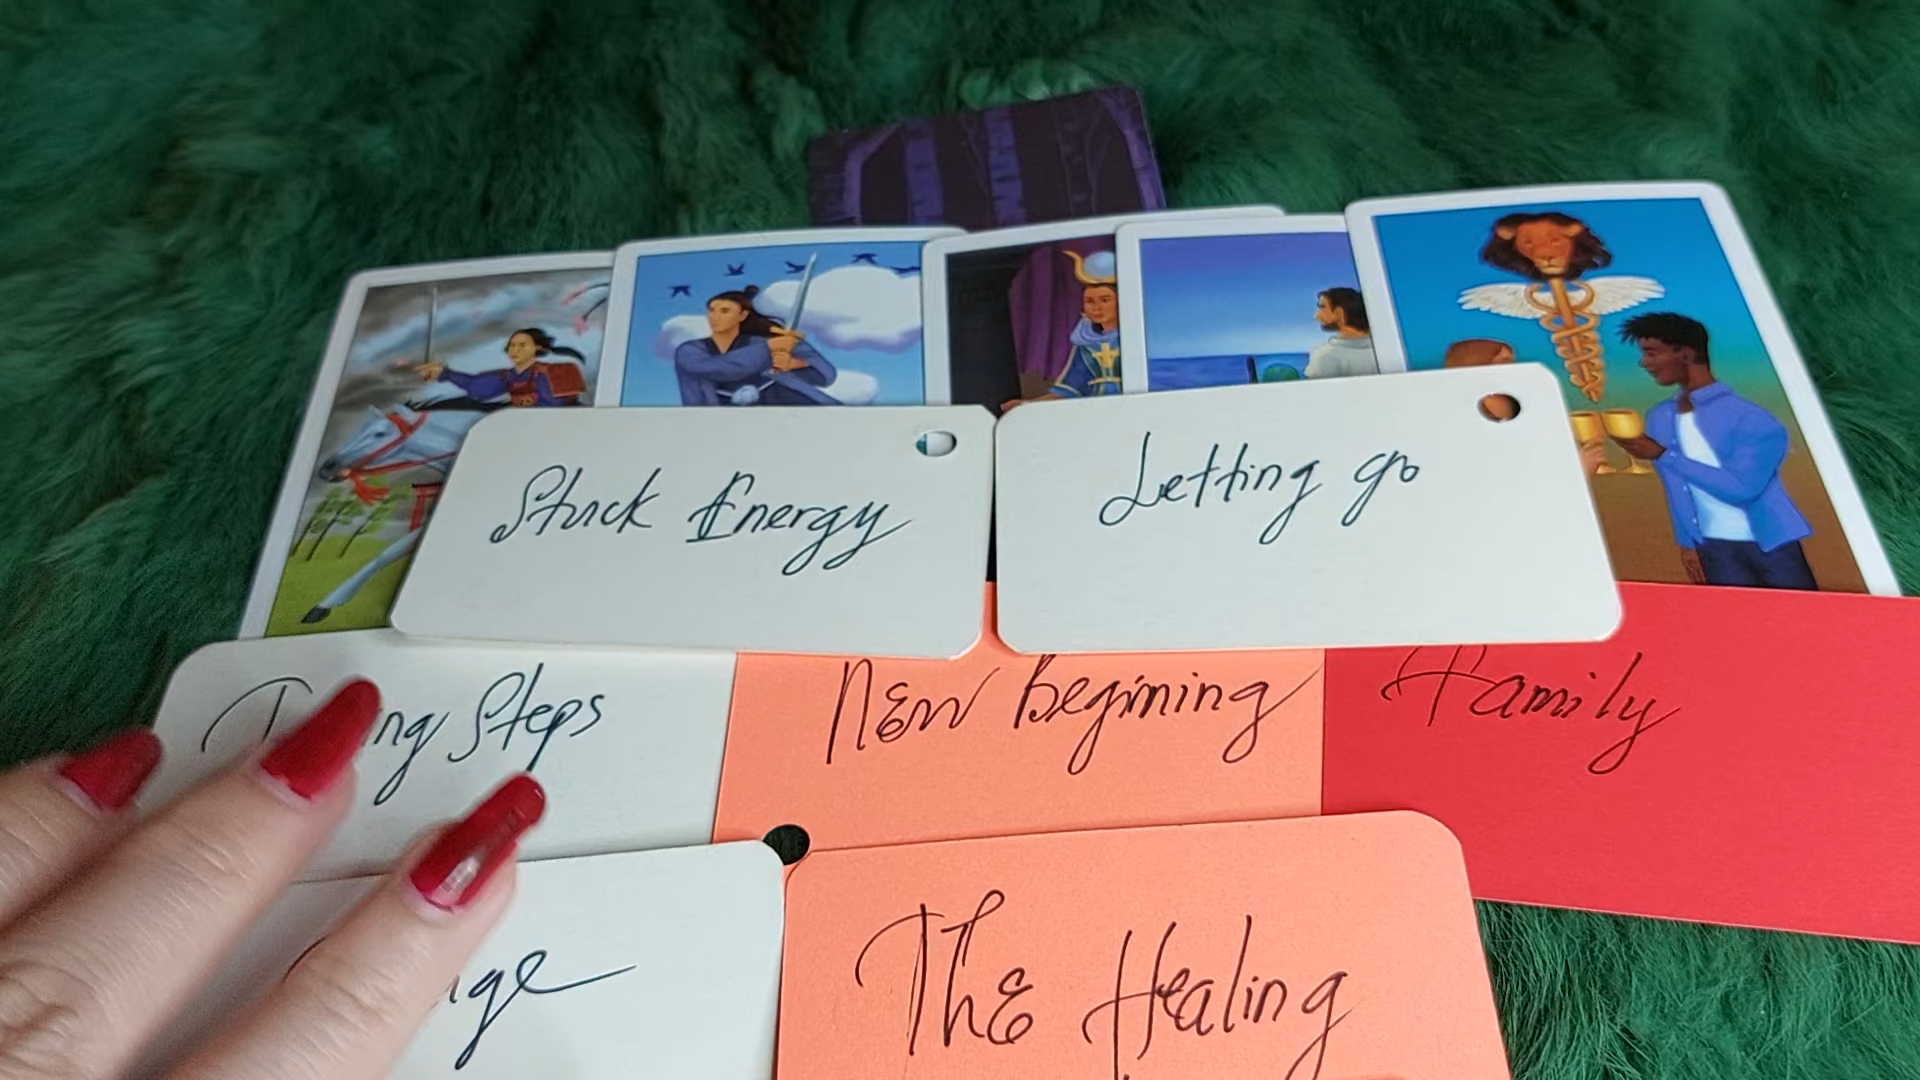 Stuck Energy
Letting go
Steps
New Begining
Family
The Healing